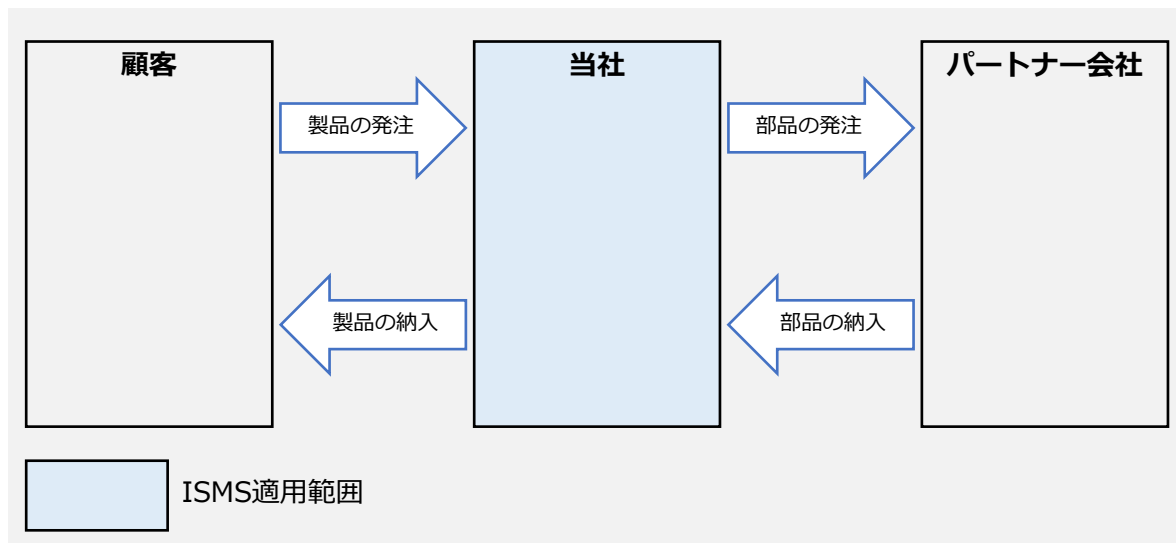 顧客
当社
パートナー会社
製品の発注
部品の発注
製品の納入
部品の納入
ISMS適用範囲